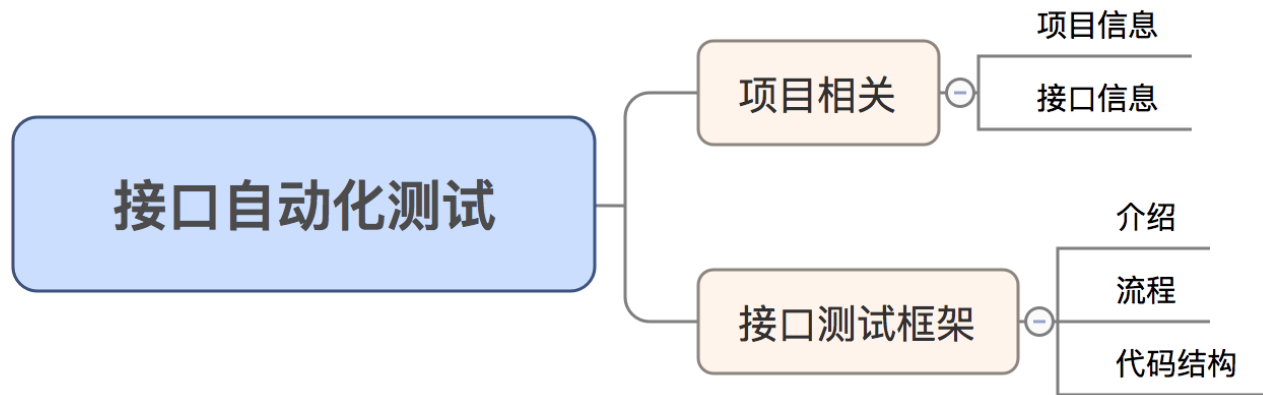 接口自动化测试
项目相关
项目信息
接口信息
接口测试框架
介绍
流程
代码结构